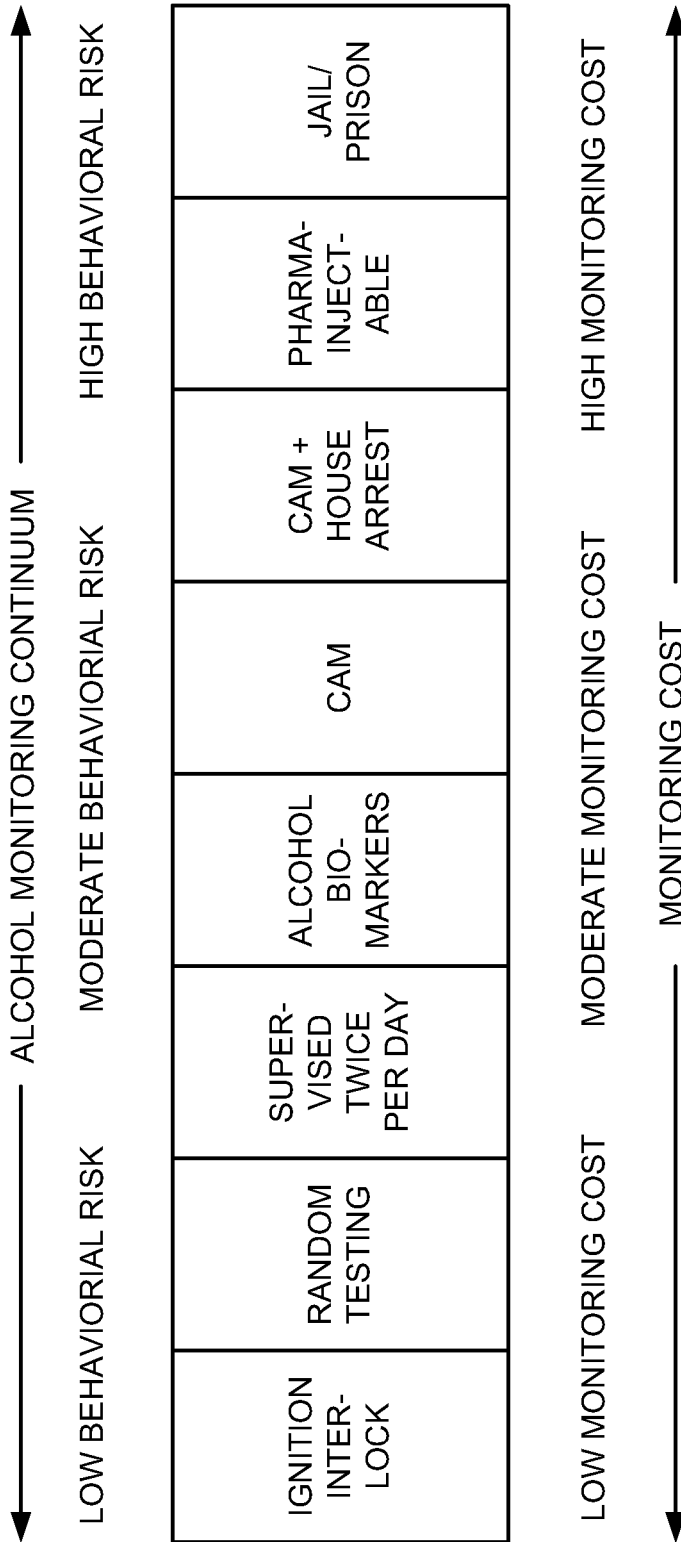 ALCOHOL MONITORING CONTINUUM
LOW BEHAVIORIAL RISK
MODERATE BEHAVIORIAL RISK
HIGH BEHAVIORAL RISK
IGNITION
INTER-
LOCK
RANDOM
TESTING
SUPER-
VISED
TWICE
PER DAY
ALCOHOL
BIO-
MARKERS
CAM
CAM +
HOUSE
ARREST
PHARMA-
INJECT-
ABLE
JAIL/
PRISON
LOW MONITORING COST
MODERATE MONITORING COST
HIGH MONITORING COST
MONITORING COST